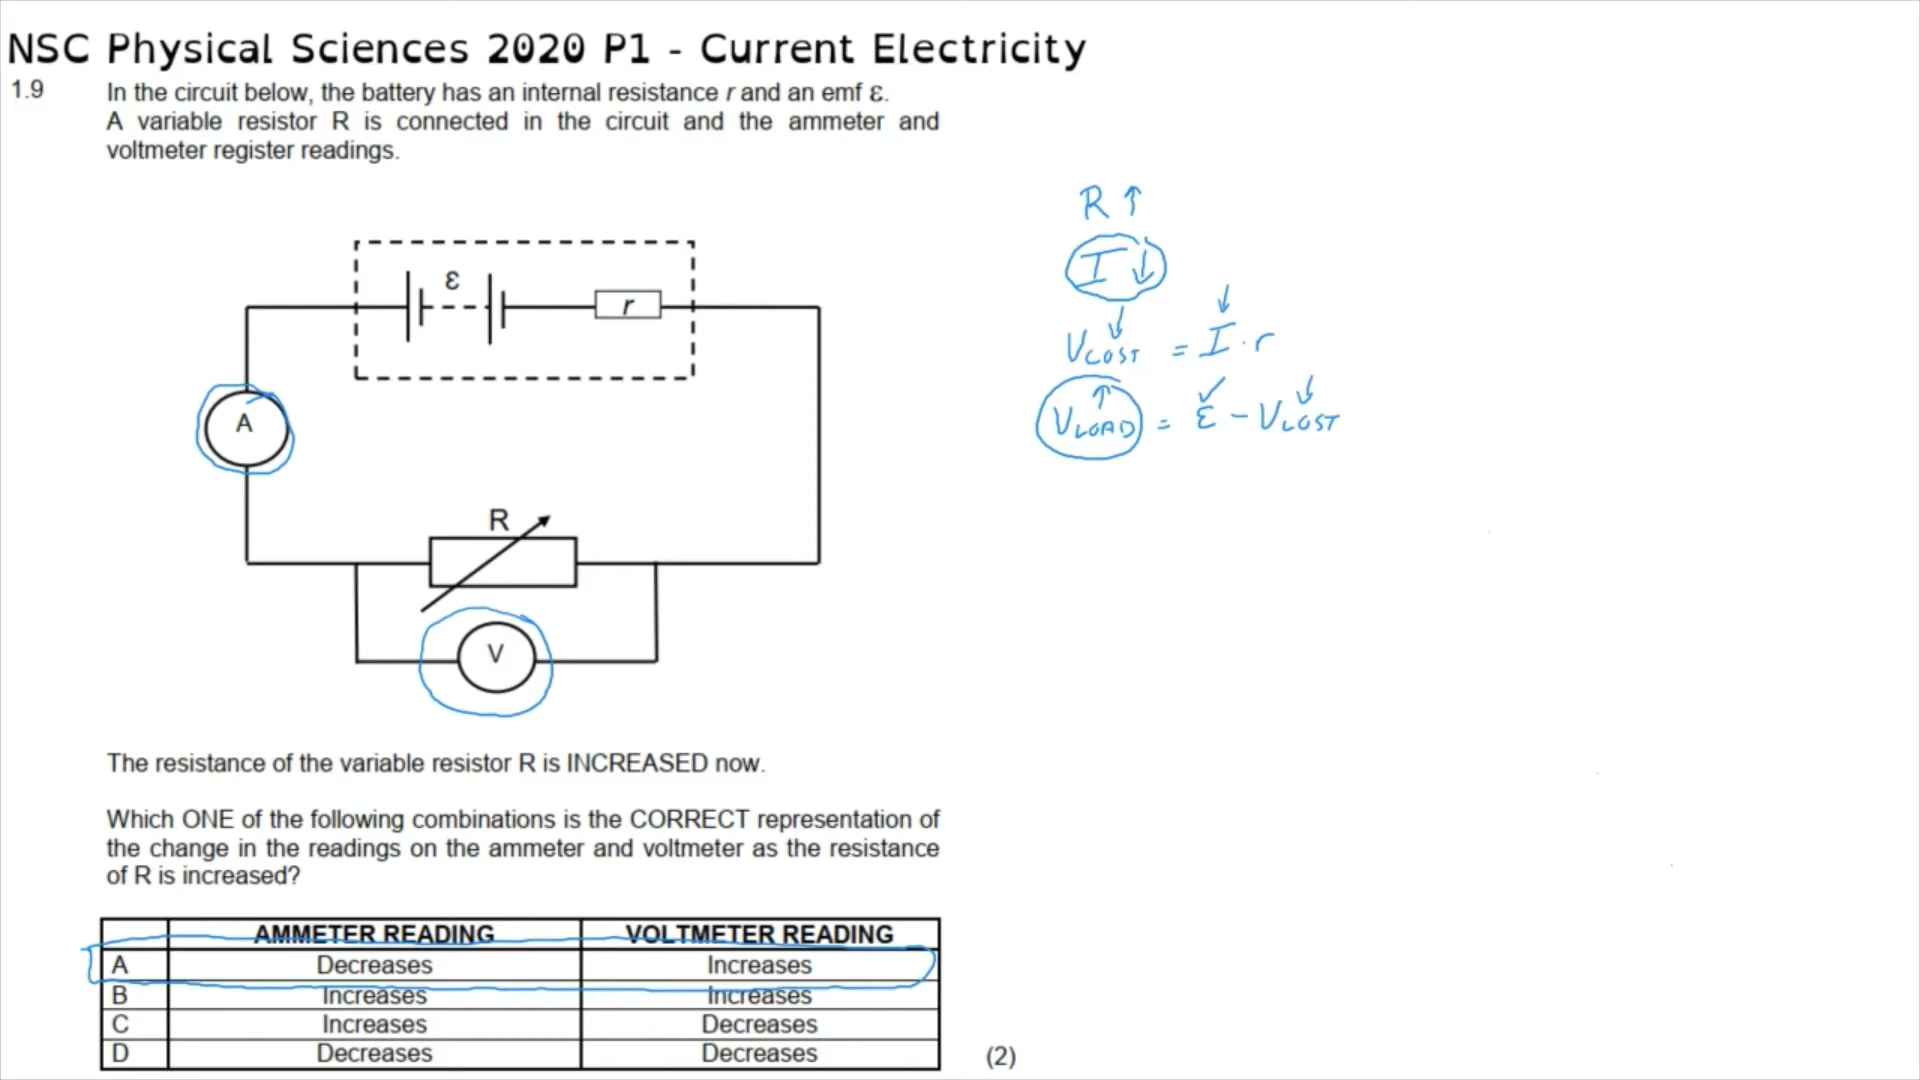 NSC Physical Sciences 2020 P1 - Current Electricity
1.9 In the circuit below, the battery has an internal resistance r and an emf ε.
A variable resistor R is connected in the circuit and the ammeter and
voltmeter register readings.
ε
r
A
R
V
R ↑
I ↓
↓ ↓
VLOST = I · r
↑ ✓ ↓
VLOAD = ε - VLOST
The resistance of the variable resistor R is INCREASED now.
Which ONE of the following combinations is the CORRECT representation of
the change in the readings on the ammeter and voltmeter as the resistance
of R is increased?
AMMETER READING VOLTMETER READING
A Decreases Increases
B Increases Increases
C Increases Decreases
D Decreases Decreases
(2)